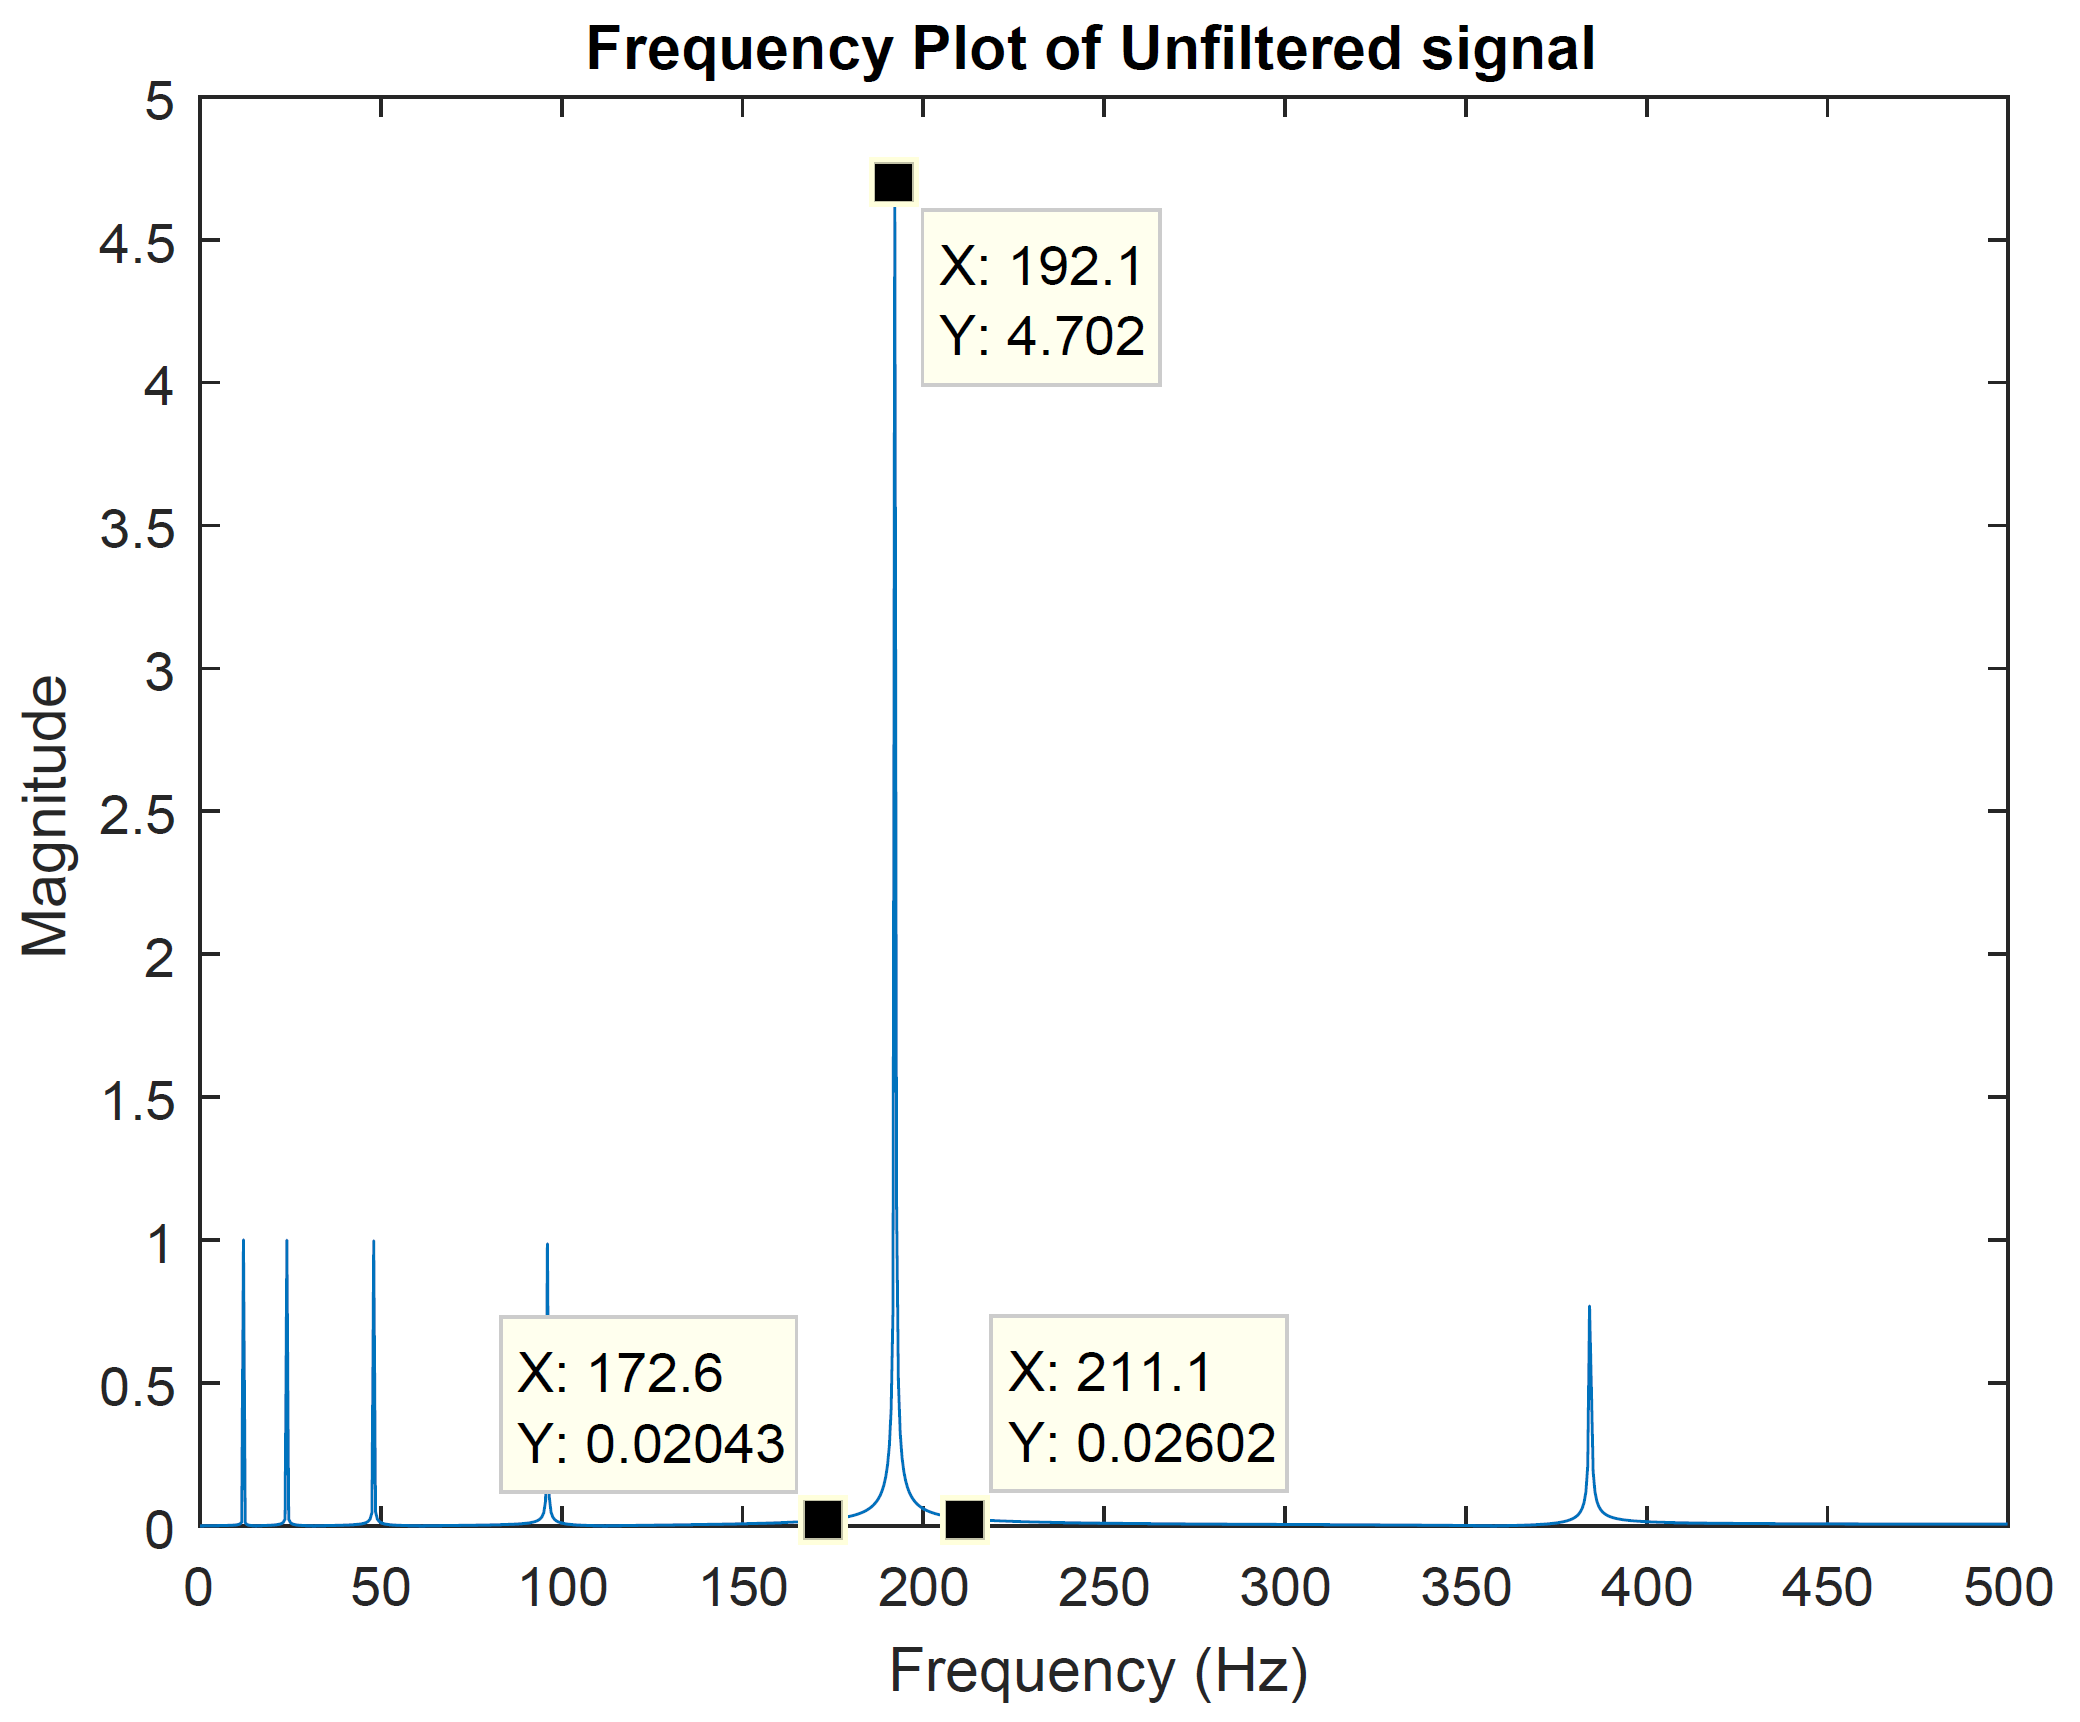 Frequency Plot of Unfiltered signal
5
4.5
4
3.5
3
2.5
2
1.5
1
0.5
0
Magnitude
X: 192.1
Y: 4.702
X: 172.6
Y: 0.02043
X: 211.1
Y: 0.02602
0 50 100 150 200 250 300 350 400 450 500
Frequency (Hz)